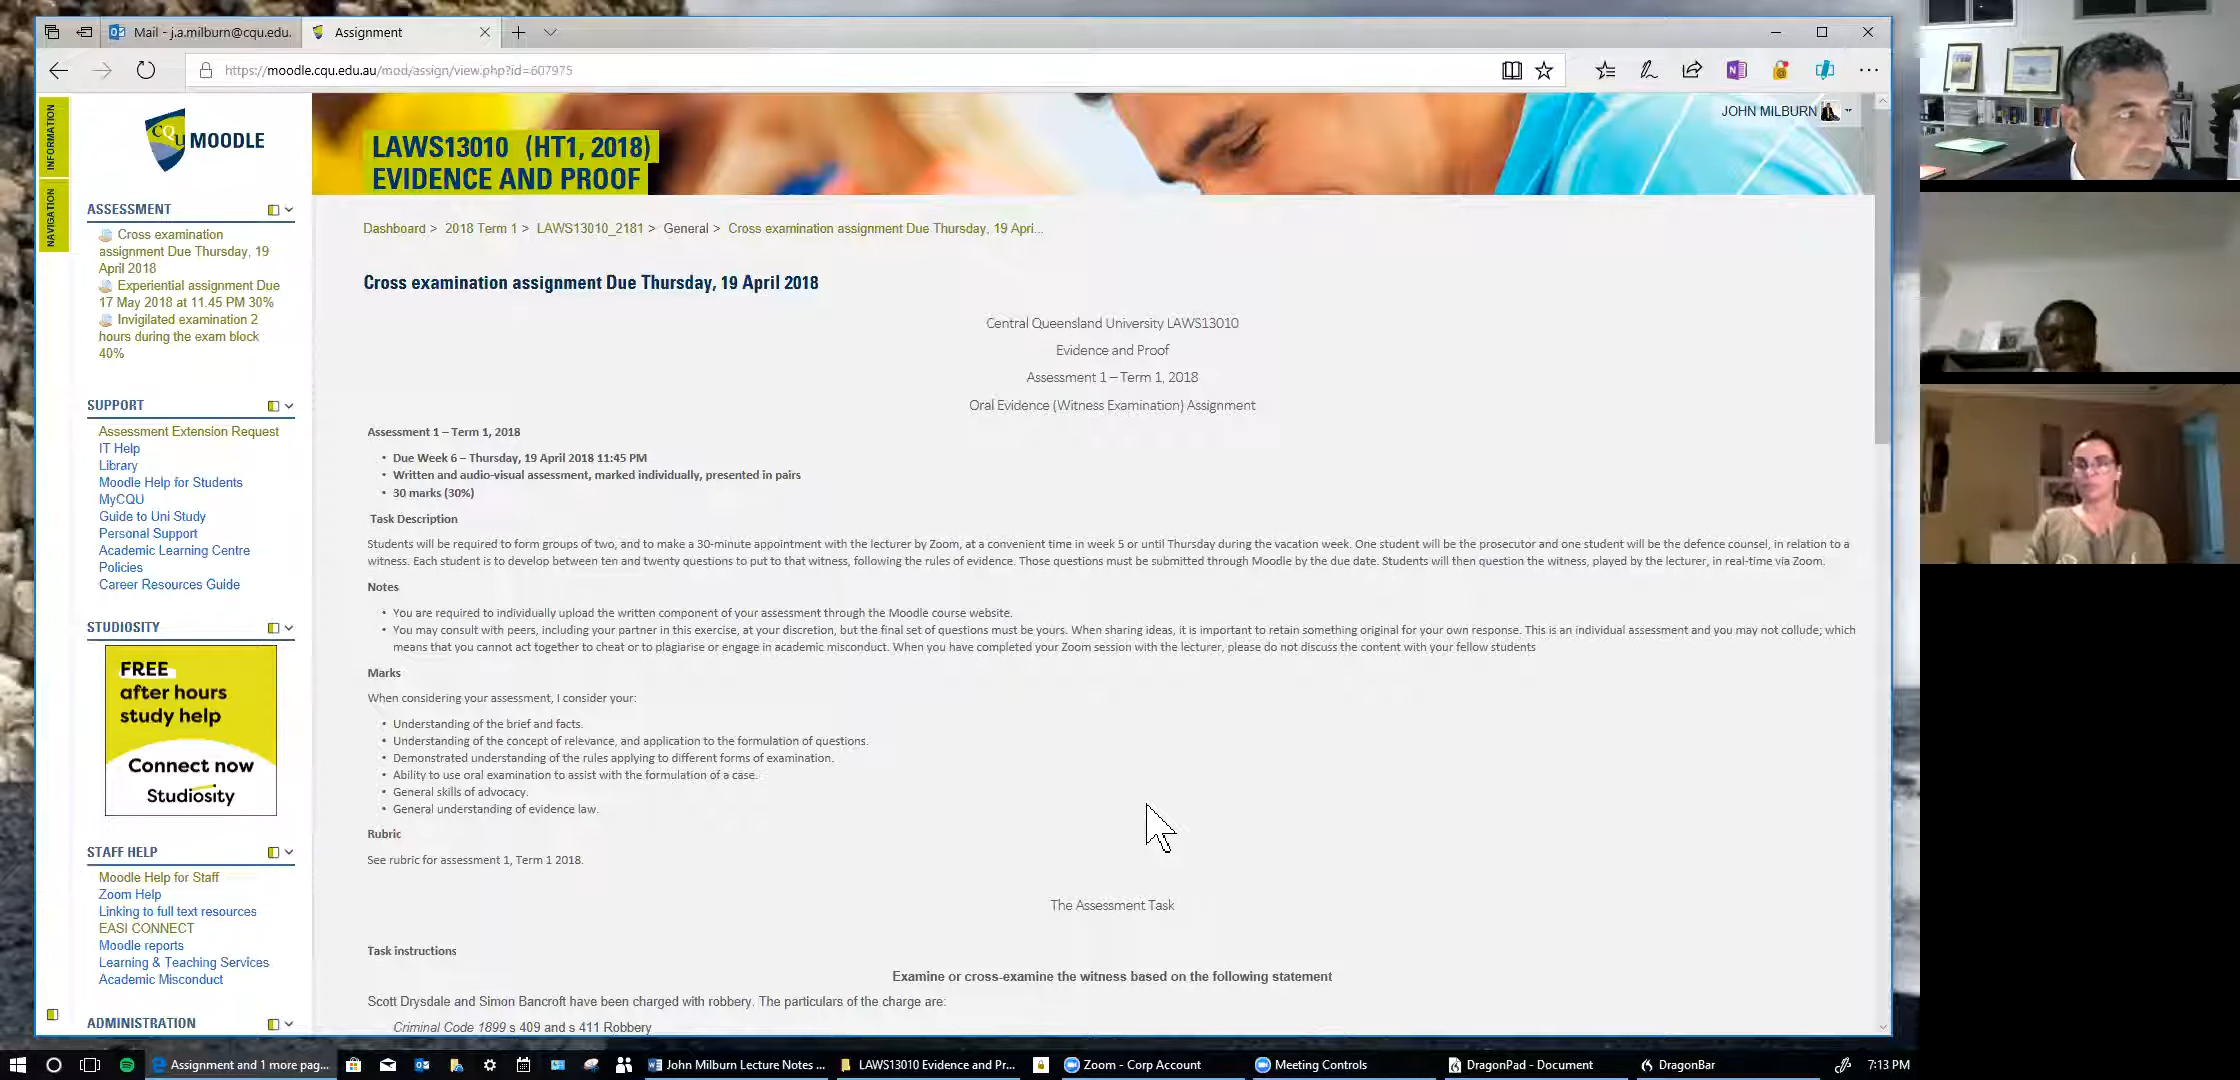 Mail - j.a.milburn@cqu.edu.
Assignment
https://moodle.cqu.edu.au/mod/assign/view.php?id=607975
INFORMATION
NAVIGATION
CQU MOODLE
JOHN MILBURN
LAWS13010 (HT1, 2018)
EVIDENCE AND PROOF
ASSESSMENT
Cross examination
assignment Due Thursday, 19
April 2018
Experiential assignment Due
17 May 2018 at 11.45 PM 30%
Invigilated examination 2
hours during the exam block
40%
SUPPORT
Assessment Extension Request
IT Help
Library
Moodle Help for Students
MyCQU
Guide to Uni Study
Personal Support
Academic Learning Centre
Policies
Career Resources Guide
STUDIOSITY
FREE
after hours
study help
Connect now
Studiosity
STAFF HELP
Moodle Help for Staff
Zoom Help
Linking to full text resources
EASI CONNECT
Moodle reports
Learning & Teaching Services
Academic Misconduct
ADMINISTRATION
Dashboard > 2018 Term 1 > LAWS13010_2181 > General > Cross examination assignment Due Thursday, 19 Apri...
Cross examination assignment Due Thursday, 19 April 2018
Central Queensland University LAWS13010
Evidence and Proof
Assessment 1 – Term 1, 2018
Oral Evidence (Witness Examination) Assignment
Assessment 1 – Term 1, 2018
• Due Week 6 – Thursday, 19 April 2018 11:45 PM
• Written and audio-visual assessment, marked individually, presented in pairs
• 30 marks (30%)
Task Description
Students will be required to form groups of two, and to make a 30-minute appointment with the lecturer by Zoom, at a convenient time in week 5 or until Thursday during the vacation week. One student will be the prosecutor and one student will be the defence counsel, in relation to a
witness. Each student is to develop between ten and twenty questions to put to that witness, following the rules of evidence. Those questions must be submitted through Moodle by the due date. Students will then question the witness, played by the lecturer, in real-time via Zoom.
Notes
• You are required to individually upload the written component of your assessment through the Moodle course website.
• You may consult with peers, including your partner in this exercise, at your discretion, but the final set of questions must be yours. When sharing ideas, it is important to retain something original for your own response. This is an individual assessment and you may not collude; which
means that you cannot act together to cheat or to plagiarise or engage in academic misconduct. When you have completed your Zoom session with the lecturer, please do not discuss the content with your fellow students
Marks
When considering your assessment, I consider your:
• Understanding of the brief and facts.
• Understanding of the concept of relevance, and application to the formulation of questions.
• Demonstrated understanding of the rules applying to different forms of examination.
• Ability to use oral examination to assist with the formulation of a case.
• General skills of advocacy.
• General understanding of evidence law.
Rubric
See rubric for assessment 1, Term 1 2018.
The Assessment Task
Task instructions
Examine or cross-examine the witness based on the following statement
Scott Drysdale and Simon Bancroft have been charged with robbery. The particulars of the charge are:
Criminal Code 1899 s 409 and s 411 Robbery
Assignment and 1 more pag...
John Milburn Lecture Notes ...
LAWS13010 Evidence and Pr...
Zoom - Corp Account
Meeting Controls
DragonPad - Document
DragonBar
7:13 PM